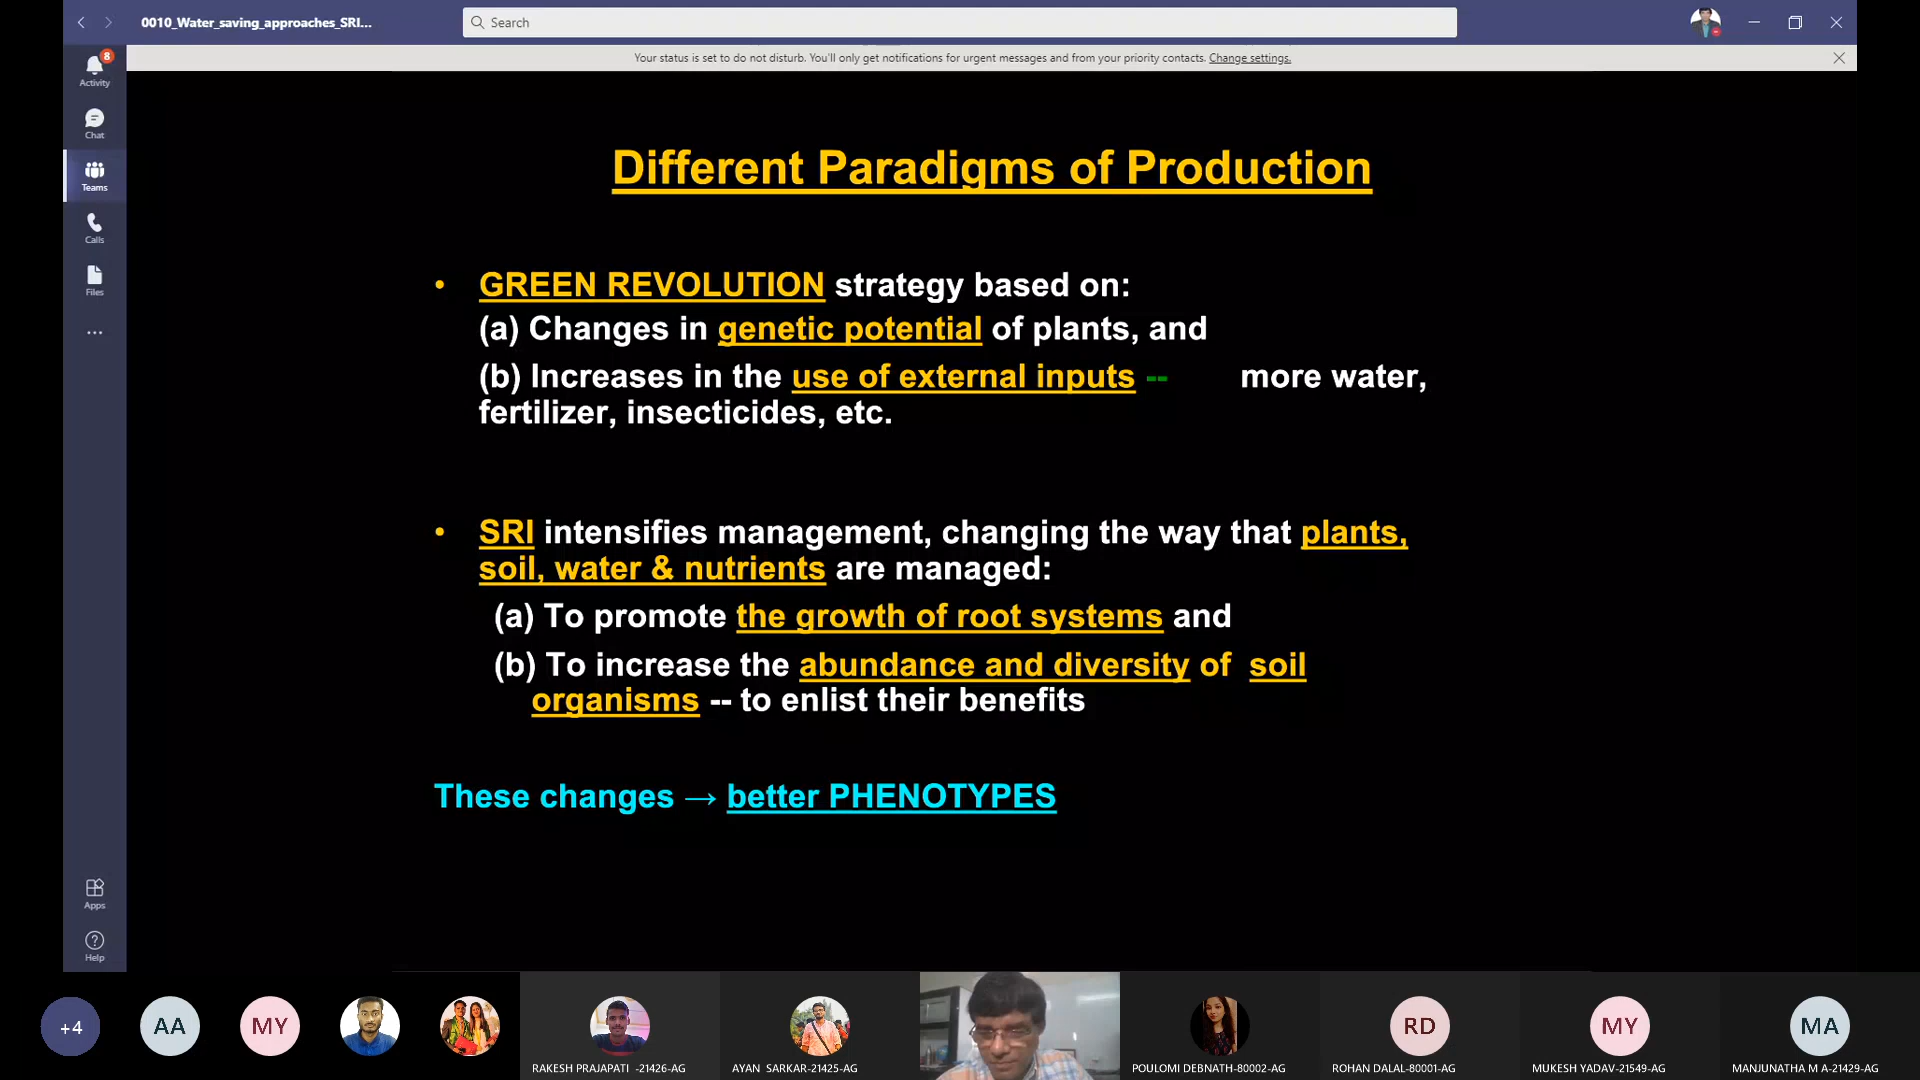 0010_Water_saving_approaches_SRI...
Search
Your status is set to do not disturb. You'll only get notifications for urgent messages and from your priority contacts. Change settings.
8
Activity
Chat
Teams
Calls
Files
...
Apps
Help
Different Paradigms of Production
• GREEN REVOLUTION strategy based on:
(a) Changes in genetic potential of plants, and
(b) Increases in the use of external inputs -- more water,
fertilizer, insecticides, etc.
• SRI intensifies management, changing the way that plants,
soil, water & nutrients are managed:
(a) To promote the growth of root systems and
(b) To increase the abundance and diversity of soil
organisms -- to enlist their benefits
These changes → better PHENOTYPES
+4
AA
MY
RD
MY
MA
RAKESH PRAJAPATI -21426-AG
AYAN SARKAR-21425-AG
POULOMI DEBNATH-80002-AG
ROHAN DALAL-80001-AG
MUKESH YADAV-21549-AG
MANJUNATHA M A-21429-AG